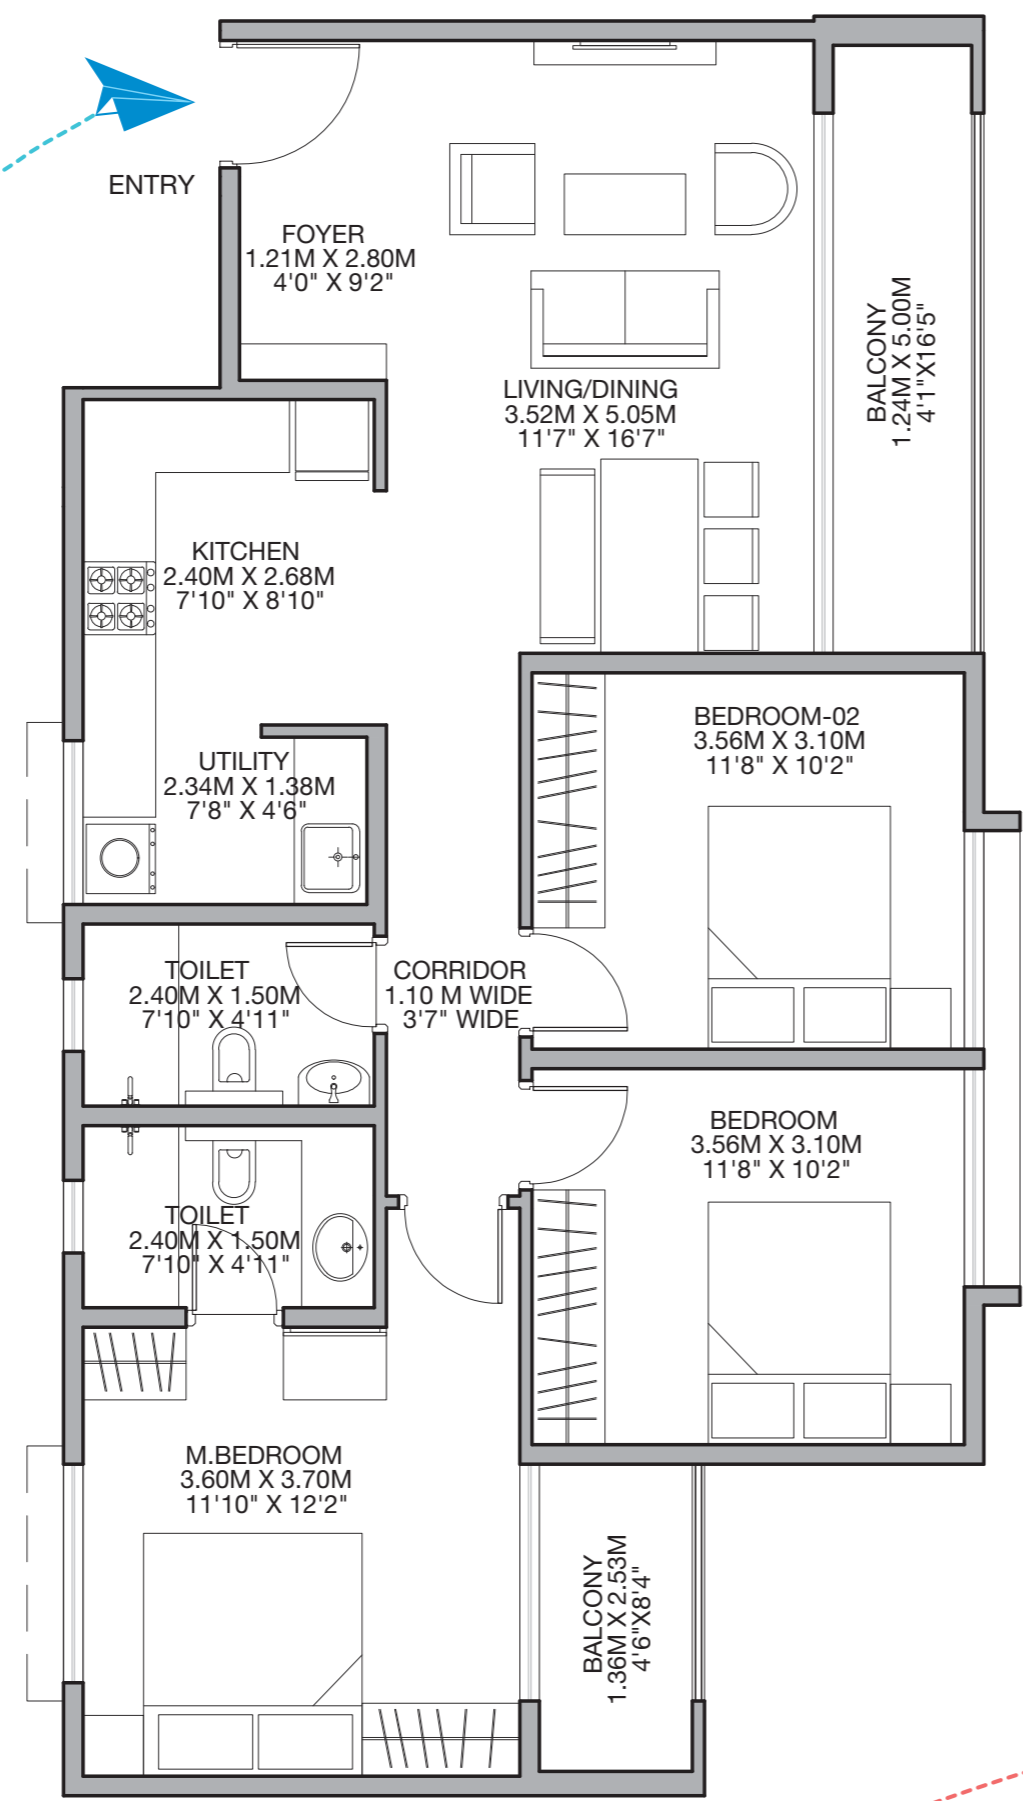 ENTRY
FOYER
1.21M X 2.80M
4'0" X 9'2"
LIVING/DINING
3.52M X 5.05M
11'7" X 16'7"
BALCONY
1.24M X 5.00M
4'1"X16'5"
KITCHEN
2.40M X 2.68M
7'10" X 8'10"
UTILITY
2.34M X 1.38M
7'8" X 4'6"
BEDROOM-02
3.56M X 3.10M
11'8" X 10'2"
TOILET
2.40M X 1.50M
7'10" X 4'11"
CORRIDOR
1.10 M WIDE
3'7" WIDE
BEDROOM
3.56M X 3.10M
11'8" X 10'2"
TOILET
2.40M X 1.50M
7'10" X 4'11"
M.BEDROOM
3.60M X 3.70M
11'10" X 12'2"
BALCONY
1.36M X 2.53M
4'6"X8'4"